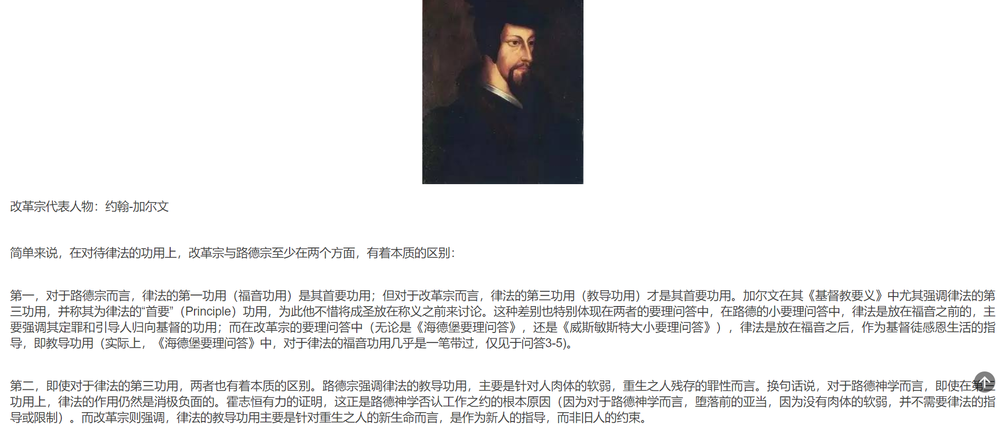 改革宗代表人物：约翰-加尔文
简单来说，在对待律法的功用上，改革宗与路德宗至少在两个方面，有着本质的区别：
第一，对于路德宗而言，律法的第一功用（福音功用）是其首要功用；但对于改革宗而言，律法的第三功用（教导功用）才是其首要功用。加尔文在其《基督教要义》中尤其强调律法的第
三功用，并称其为律法的“首要”（Principle）功用，为此他不惜将成圣放在称义之前来讨论。这种差别也特别体现在两者的要理问答中，在路德的小要理问答中，律法是放在福音之前的，主
要强调其定罪和引导人归向基督的功用；而在改革宗的要理问答中（无论是《海德堡要理问答》，还是《威斯敏斯特大小要理问答》），律法是放在福音之后，作为基督徒感恩生活的指
导，即教导功用（实际上，《海德堡要理问答》中，对于律法的福音功用几乎是一笔带过，仅见于问答3-5)。
第二，即使对于律法的第三功用，两者也有着本质的区别。路德宗强调律法的教导功用，主要是针对人肉体的软弱，重生之人残存的罪性而言。换句话说，对于路德神学而言，即使在第三
功用上，律法的作用仍然是消极负面的。霍志恒有力的证明，这正是路德神学否认工作之约的根本原因（因为对于路德神学而言，堕落前的亚当，因为没有肉体的软弱，并不需要律法的指
导或限制）。而改革宗则强调，律法的教导功用主要是针对重生之人的新生命而言，是作为新人的指导，而非旧人的约束。